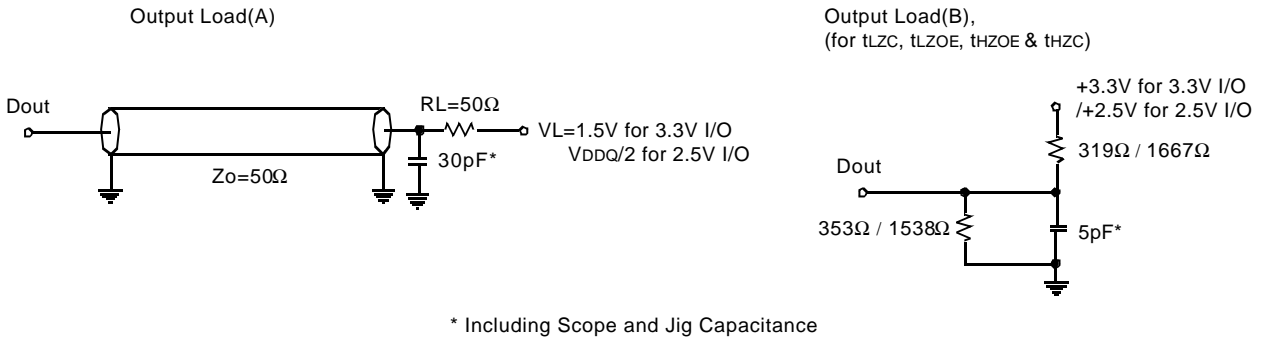 Output Load(A)
Dout
Zo=50Ω
RL=50Ω
30pF*
VL=1.5V for 3.3V I/O
VDDQ/2 for 2.5V I/O
Output Load(B),
(for tLZC, tLZOE, tHZOE & tHZC)
+3.3V for 3.3V I/O
/+2.5V for 2.5V I/O
319Ω / 1667Ω
Dout
353Ω / 1538Ω
5pF*
* Including Scope and Jig Capacitance